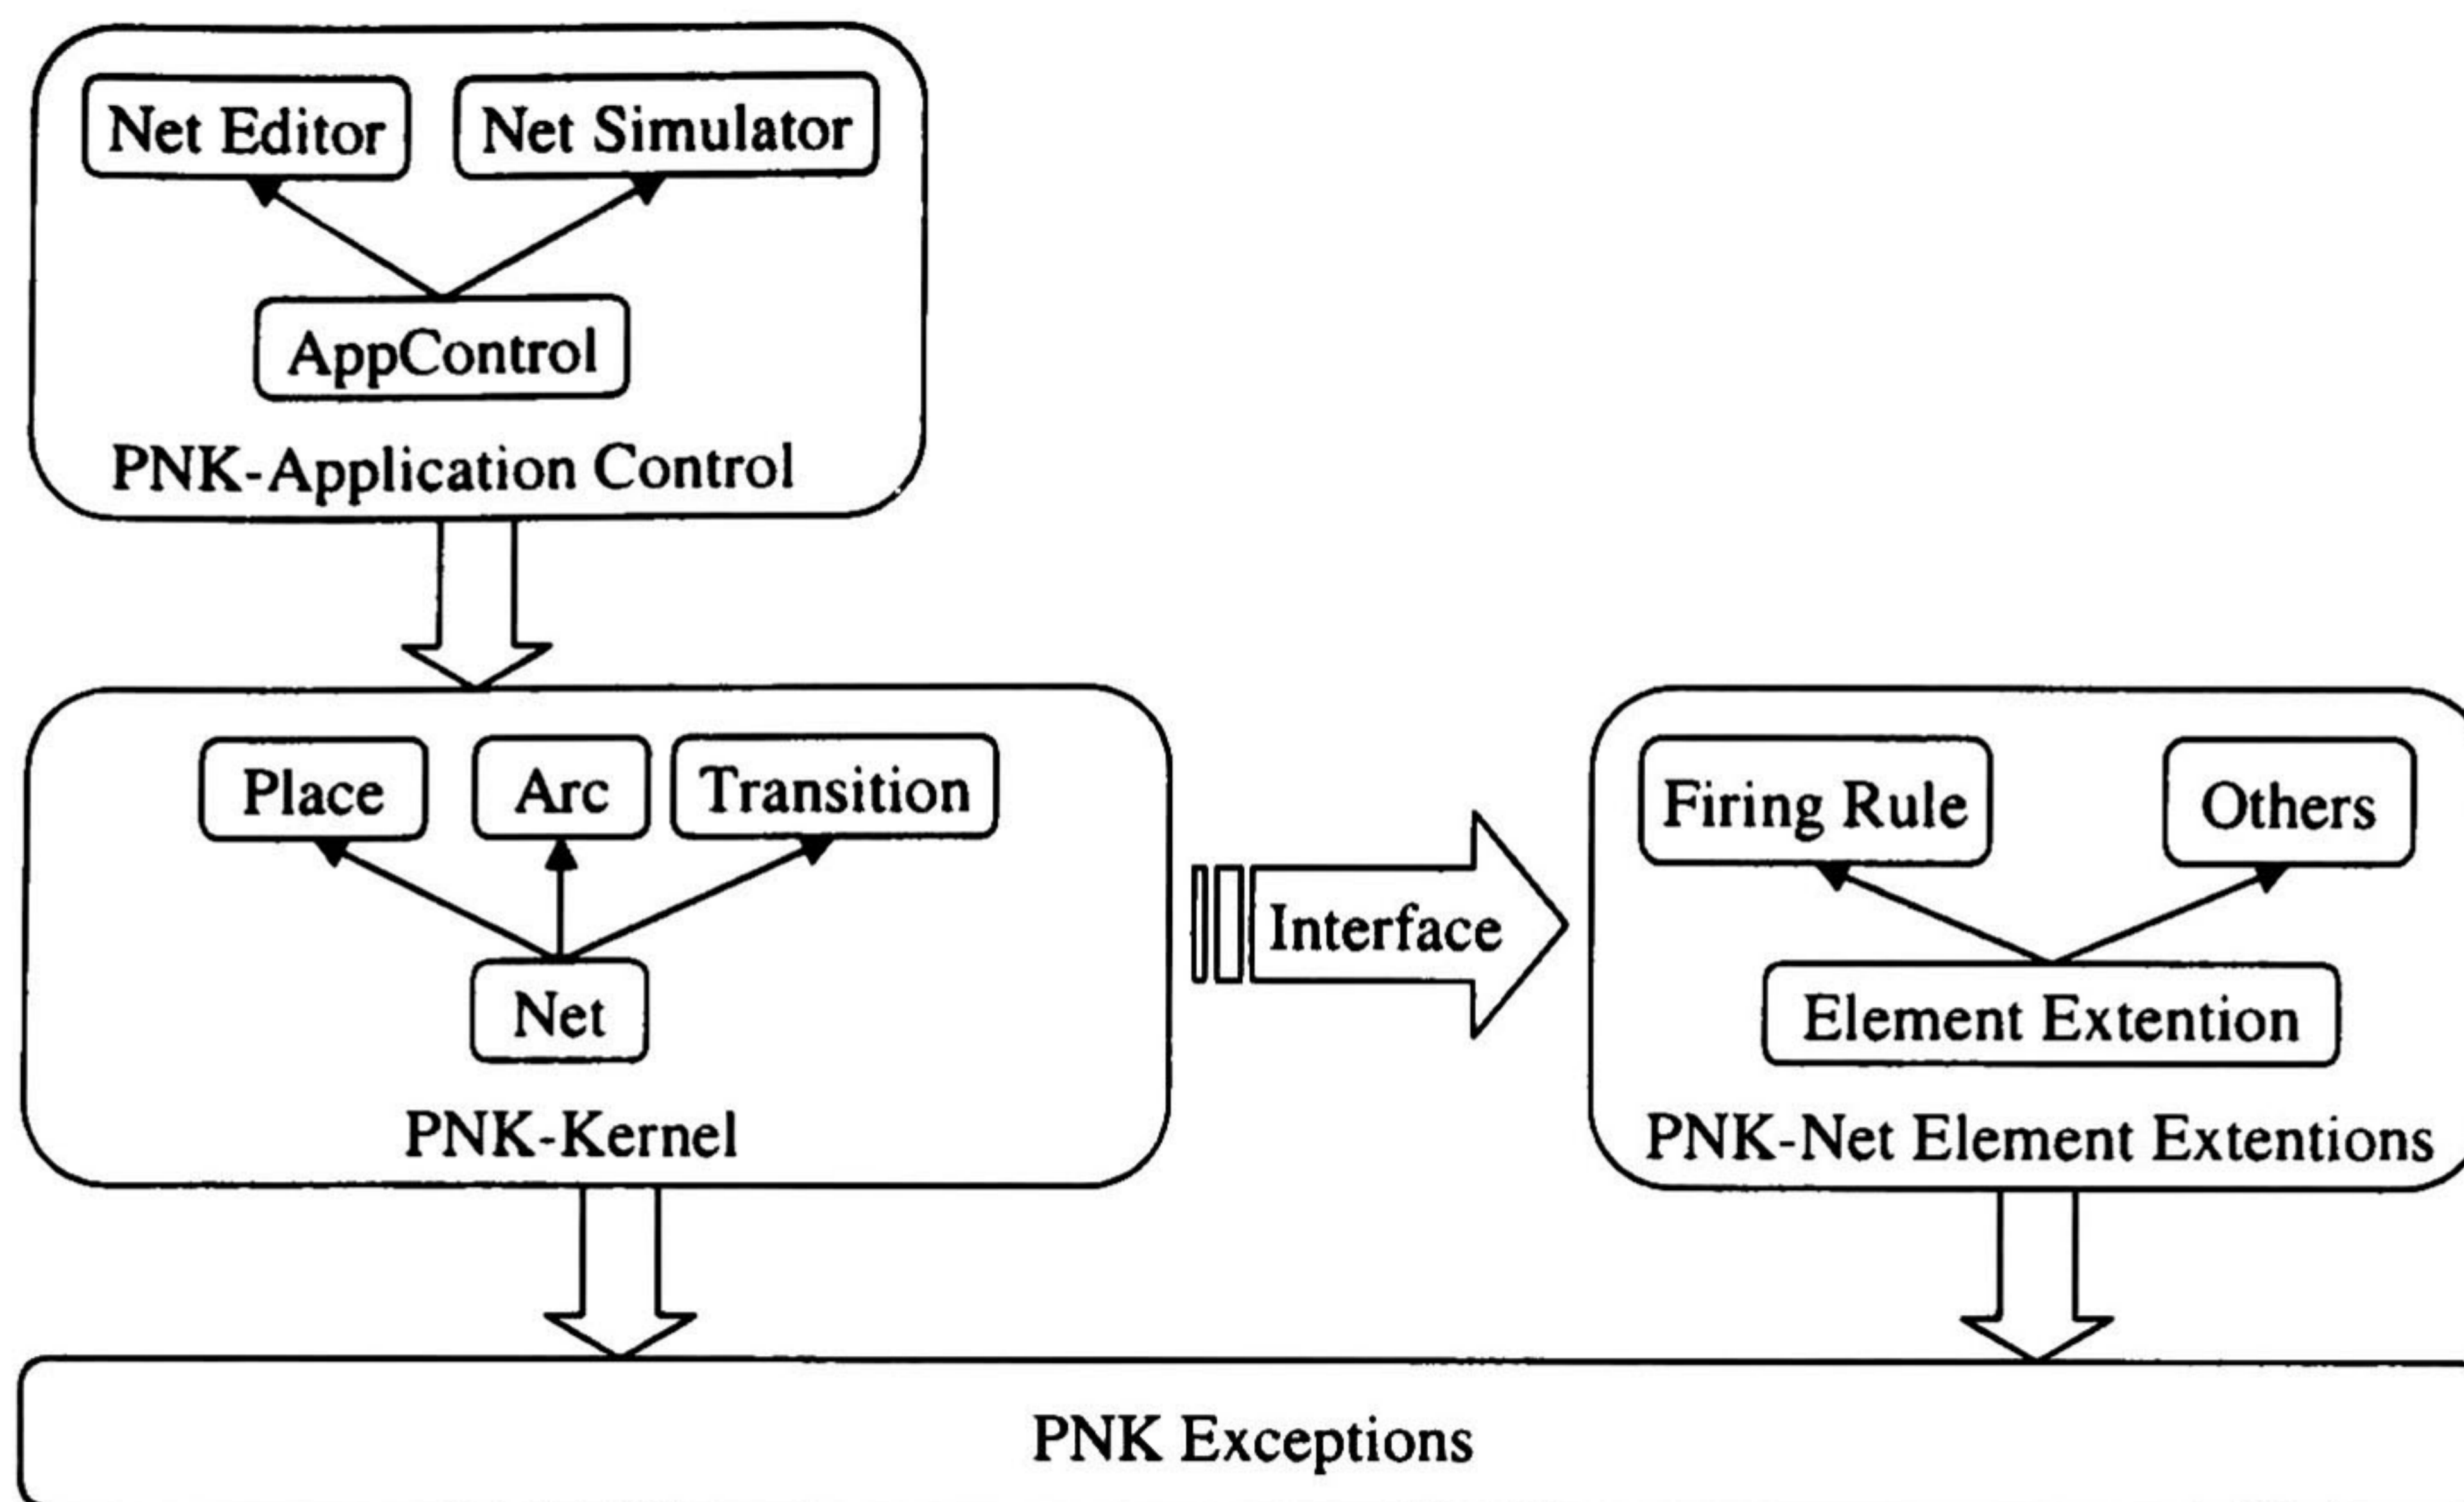 Net Editor
Net Simulator
AppControl
PNK-Application Control
Place
Arc
Transition
Net
PNK-Kernel
Interface
Firing Rule
Others
Element Extention
PNK-Net Element Extentions
PNK Exceptions